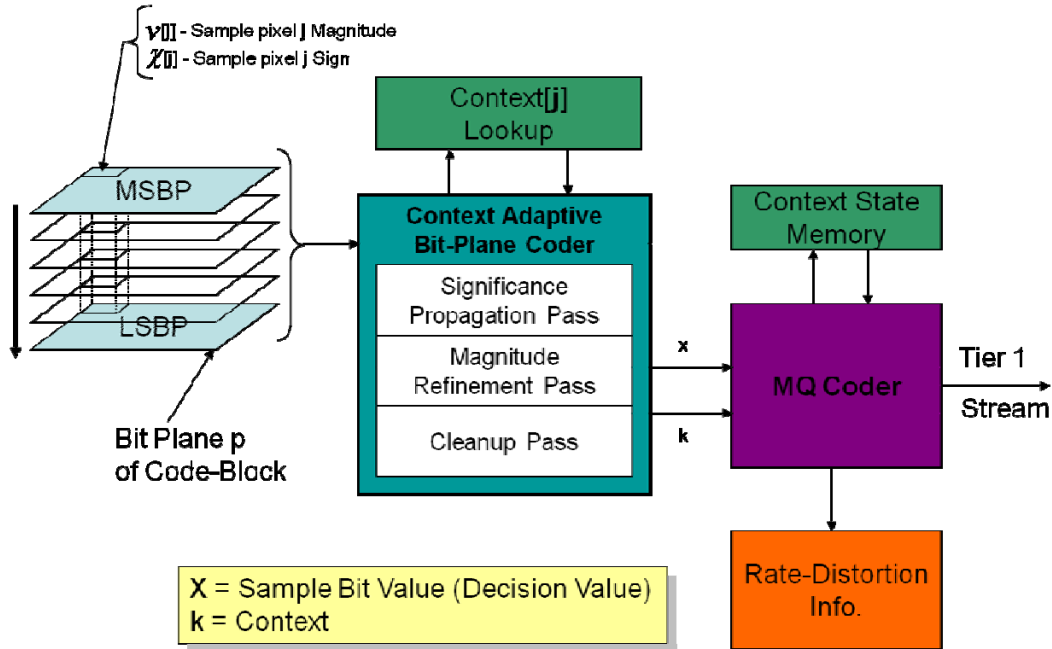 ν[j] - Sample pixel j Magnitude
χ[j] - Sample pixel j Sign
MSBP
LSBP
Bit Plane p
of Code-Block
Context[j]
Lookup
Context Adaptive
Bit-Plane Coder
Significance
Propagation Pass
Magnitude
Refinement Pass
Cleanup Pass
x
k
Context State
Memory
MQ Coder
Tier 1
Stream
Rate-Distortion
Info.
X = Sample Bit Value (Decision Value)
k = Context